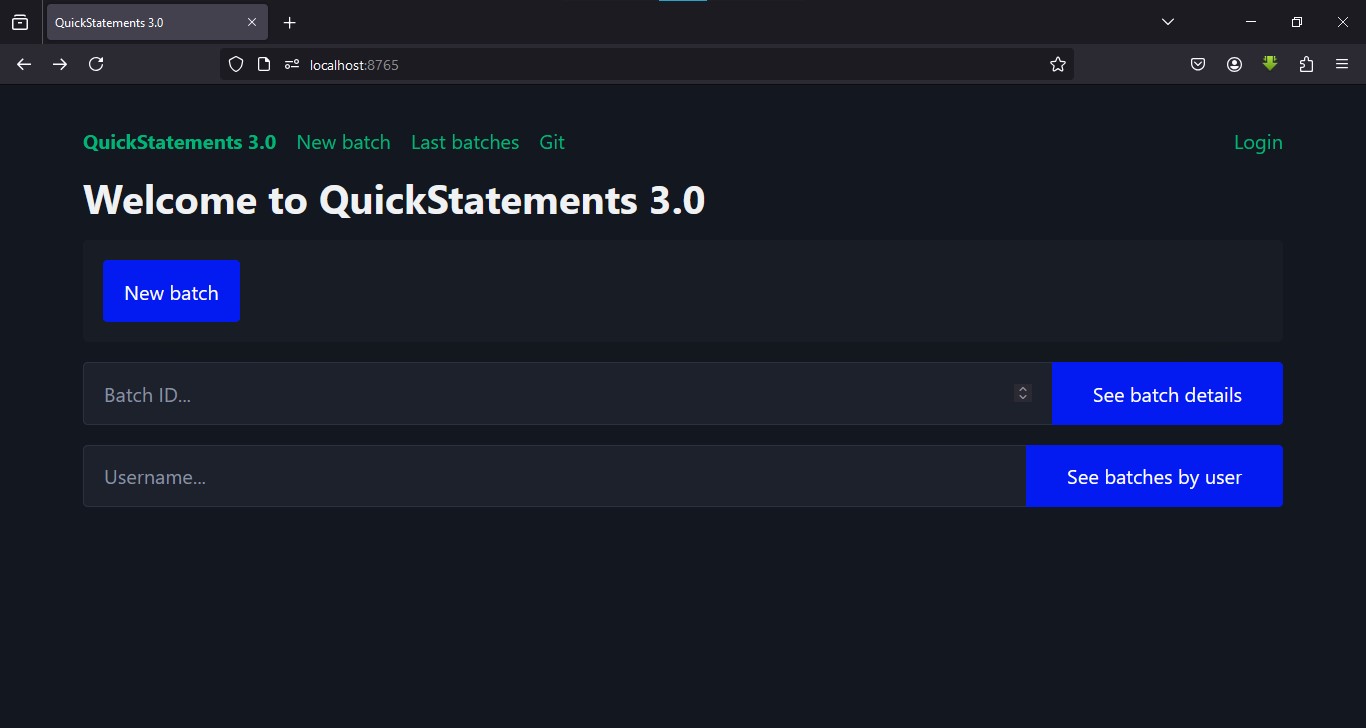 QuickStatements 3.0
localhost:8765
QuickStatements 3.0 New batch Last batches Git Login
Welcome to QuickStatements 3.0
New batch
Batch ID... See batch details
Username... See batches by user